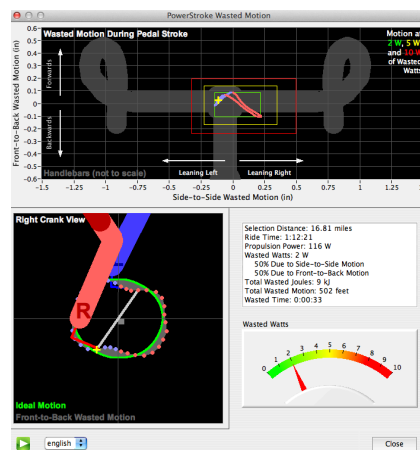 PowerStroke Wasted Motion
Wasted Motion During Pedal Stroke
Motion at
2 W, 5 W
and 10 W
of Wasted
Watts
Front-to-Back Wasted Motion (in)
0.6
0.5
0.4
0.3
0.2
0.1
0
-0.1
-0.2
-0.3
-0.4
-0.5
-0.6
Forwards
Backwards
Leaning Left
Leaning Right
Handlebars (not to scale)
-1.5
-1.25
-1
-0.75
-0.5
-0.25
0
0.25
0.5
0.75
1
1.25
Side-to-Side Wasted Motion (in)
Right Crank View
R
Ideal Motion
Front-to-Back Wasted Motion
Selection Distance: 16.81 miles
Ride Time: 1:12:21
Propulsion Power: 116 W
Wasted Watts: 2 W
50% Due to Side-to-Side Motion
50% Due to Front-to-Back Motion
Total Wasted Joules: 9 kJ
Total Wasted Motion: 502 feet
Wasted Time: 0:00:33
Wasted Watts
0 1 2 3 4 5 6 7 8 9 10
english
Close